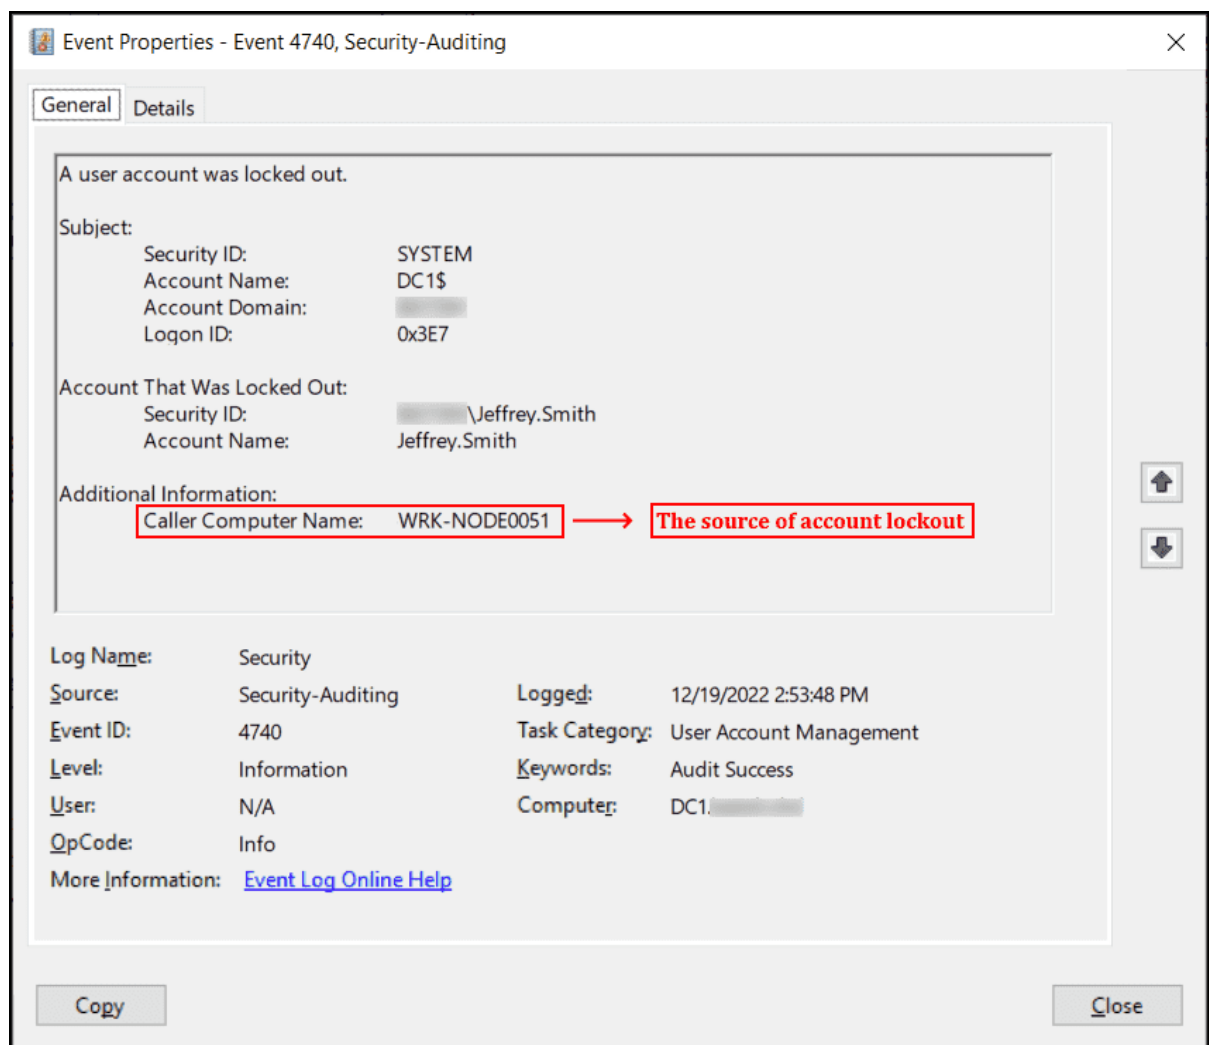 Event Properties - Event 4740, Security-Auditing
General Details
A user account was locked out.
Subject:
Security ID: SYSTEM
Account Name: DC1$
Account Domain:
Logon ID: 0x3E7
Account That Was Locked Out:
Security ID: \Jeffrey.Smith
Account Name: Jeffrey.Smith
Additional Information:
Caller Computer Name: WRK-NODE0051 The source of account lockout
Log Name: Security
Source: Security-Auditing Logged: 12/19/2022 2:53:48 PM
Event ID: 4740 Task Category: User Account Management
Level: Information Keywords: Audit Success
User: N/A Computer: DC1.
OpCode: Info
More Information: Event Log Online Help
Copy Close